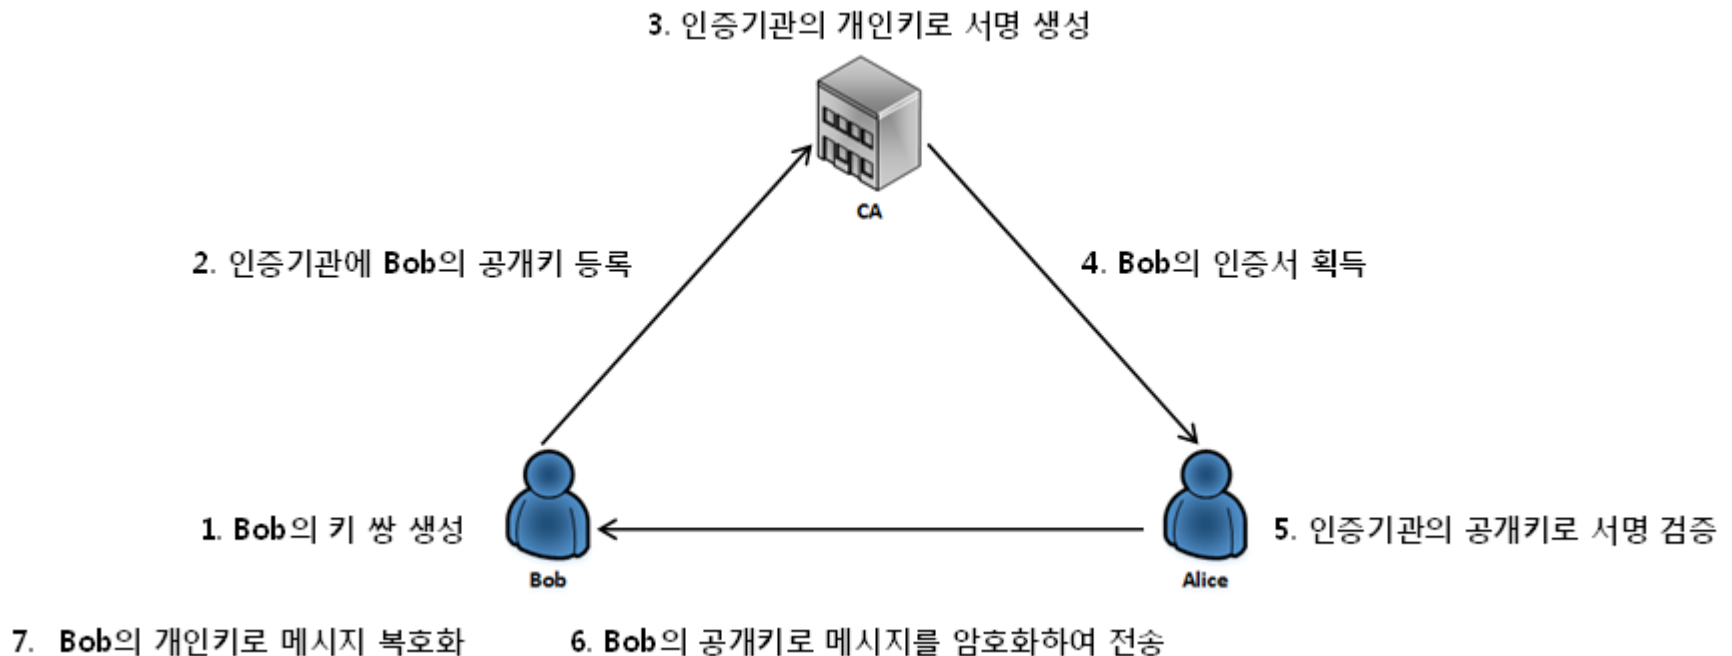 3. 인증기관의 개인키로 서명 생성
CA
2. 인증기관에 Bob의 공개키 등록
4. Bob의 인증서 획득
1. Bob의 키 쌍 생성
Bob
Alice
5. 인증기관의 공개키로 서명 검증
7. Bob의 개인키로 메시지 복호화
6. Bob의 공개키로 메시지를 암호화하여 전송